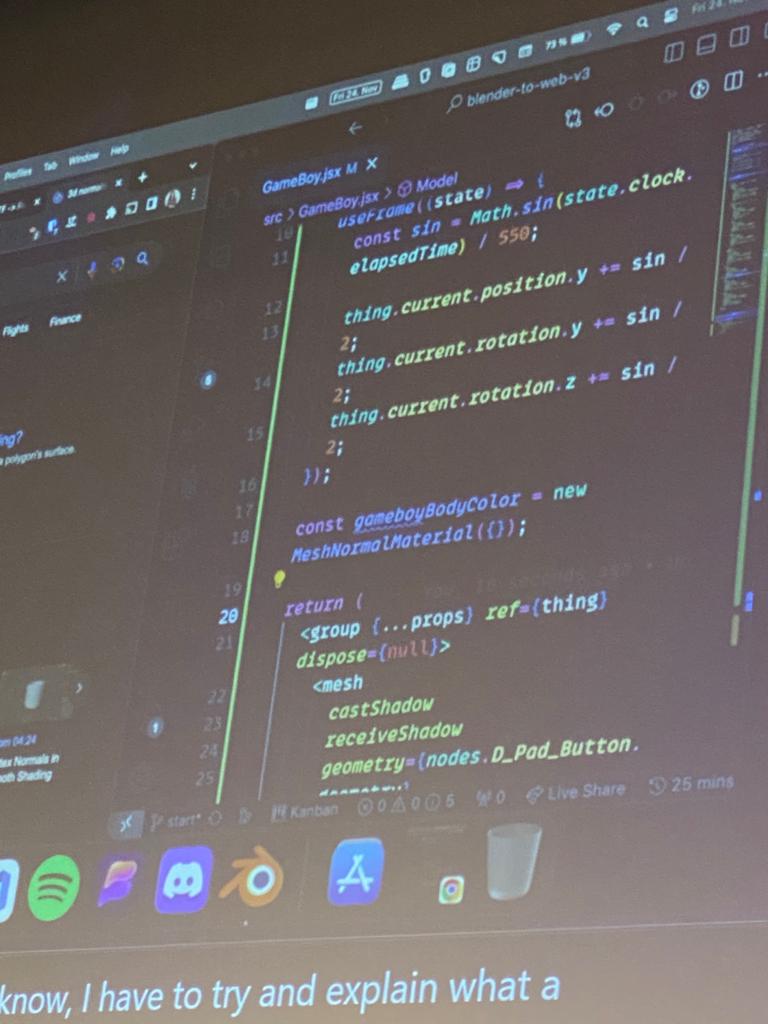 Fri 24. Nov
73 %
Fri 24.
Profiles Tab Window Help
blender-to-web-v3
3d norma
GameBoy.jsx M
src > GameBoy.jsx > Model
Flights Finance
10 useFrame((state) => {
11 const sin = Math.sin(state.clock.
elapsedTime) / 550;
12
13 thing.current.position.y += sin /
2;
14 thing.current.rotation.y += sin /
2;
15 thing.current.rotation.z += sin /
2;
16 });
17
18 const gameboyBodyColor = new
MeshNormalMaterial({});
19
20 return (
21 <group {...props} ref={thing}
dispose={null}>
22 <mesh
23 castShadow
24 receiveShadow
25 geometry={nodes.D_Pad_Button.
ing?
a polygon's surface.
om 04:24
tex Normals in
oth Shading
start* Kanban 0 0 5 0 Live Share 25 mins
know, I have to try and explain what a